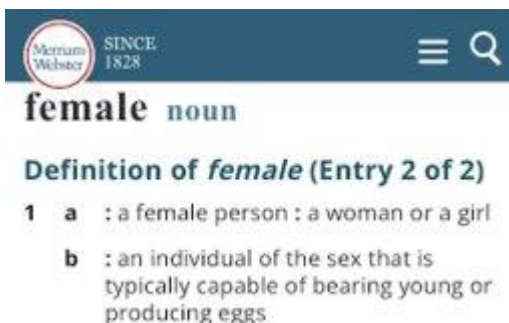 Merriam
Webster
SINCE
1828
female noun
Definition of female (Entry 2 of 2)
1 a : a female person : a woman or a girl
b : an individual of the sex that is
typically capable of bearing young or
producing eggs